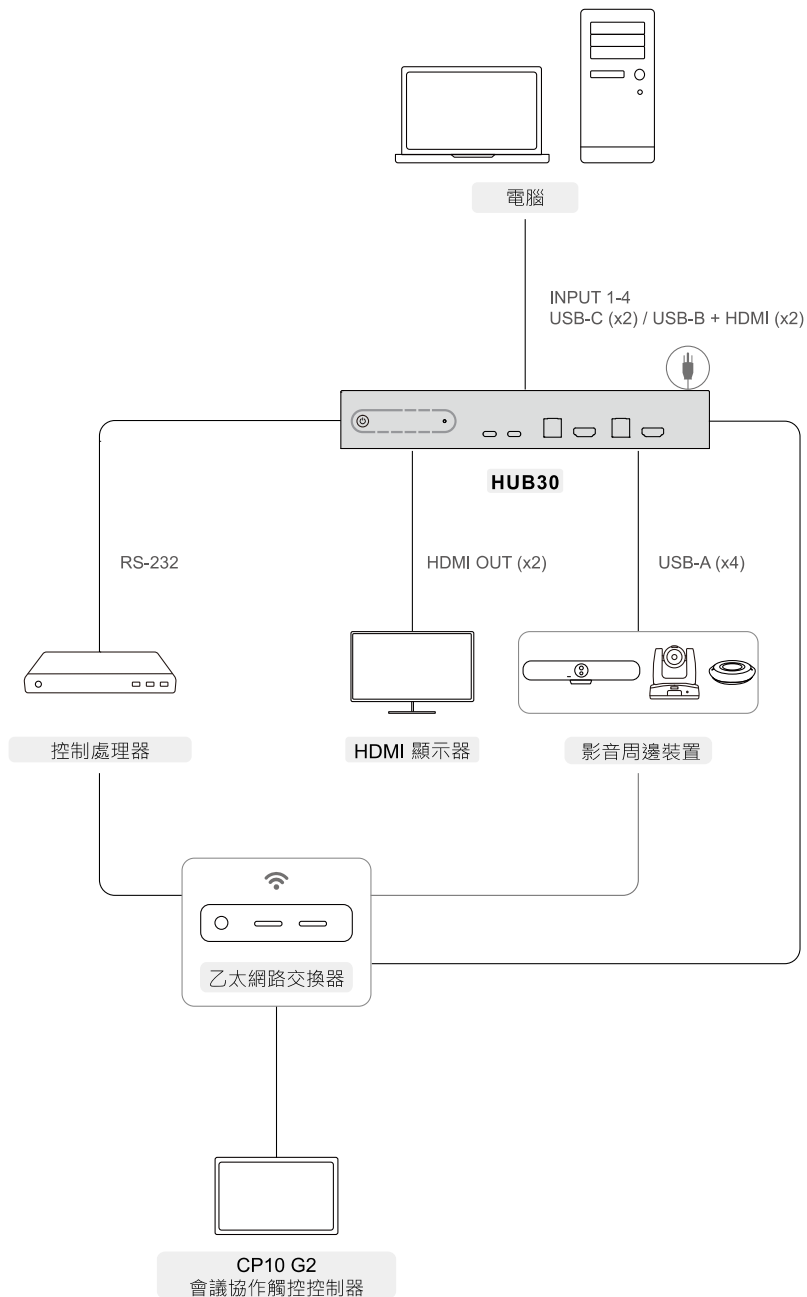 電腦
INPUT 1-4
USB-C (x2) / USB-B + HDMI (x2)
HUB30
RS-232
HDMI OUT (x2)
USB-A (x4)
控制處理器
HDMI 顯示器
影音周邊裝置
乙太網路交換器
CP10 G2
會議協作觸控控制器